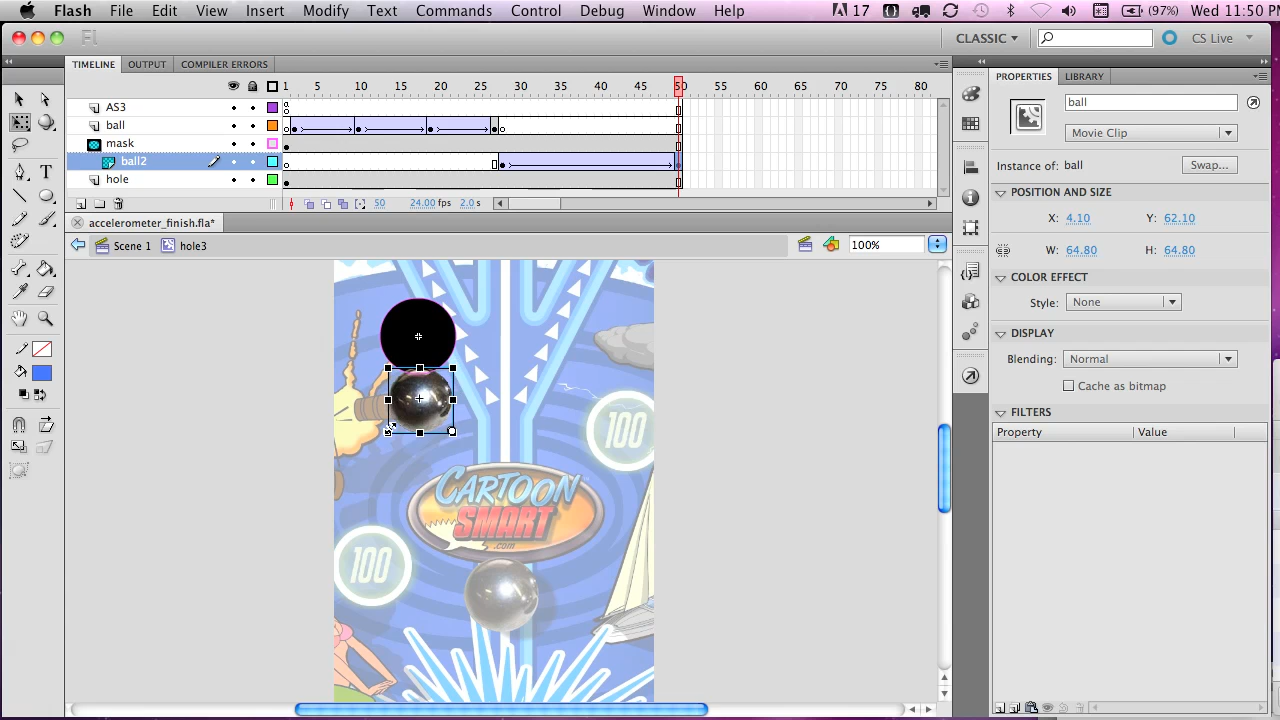 Flash File Edit View Insert Modify Text Commands Control Debug Window Help 17 (97%) Wed 11:50 P
CLASSIC CS Live
TIMELINE OUTPUT COMPILER ERRORS
PROPERTIES LIBRARY
1 5 10 15 20 25 30 35 40 45 50 55 60 65 70 75 80
AS3
ball
mask
ball2
hole
50 24.00 fps 2.0 s
accelerometer_finish.fla*
Scene 1 hole3 100%
ball
Movie Clip
Instance of: ball Swap...
POSITION AND SIZE
X: 4.10 Y: 62.10
W: 64.80 H: 64.80
COLOR EFFECT
Style: None
DISPLAY
Blending: Normal
Cache as bitmap
FILTERS
Property Value
100
CARTOON
SMART
.com
100